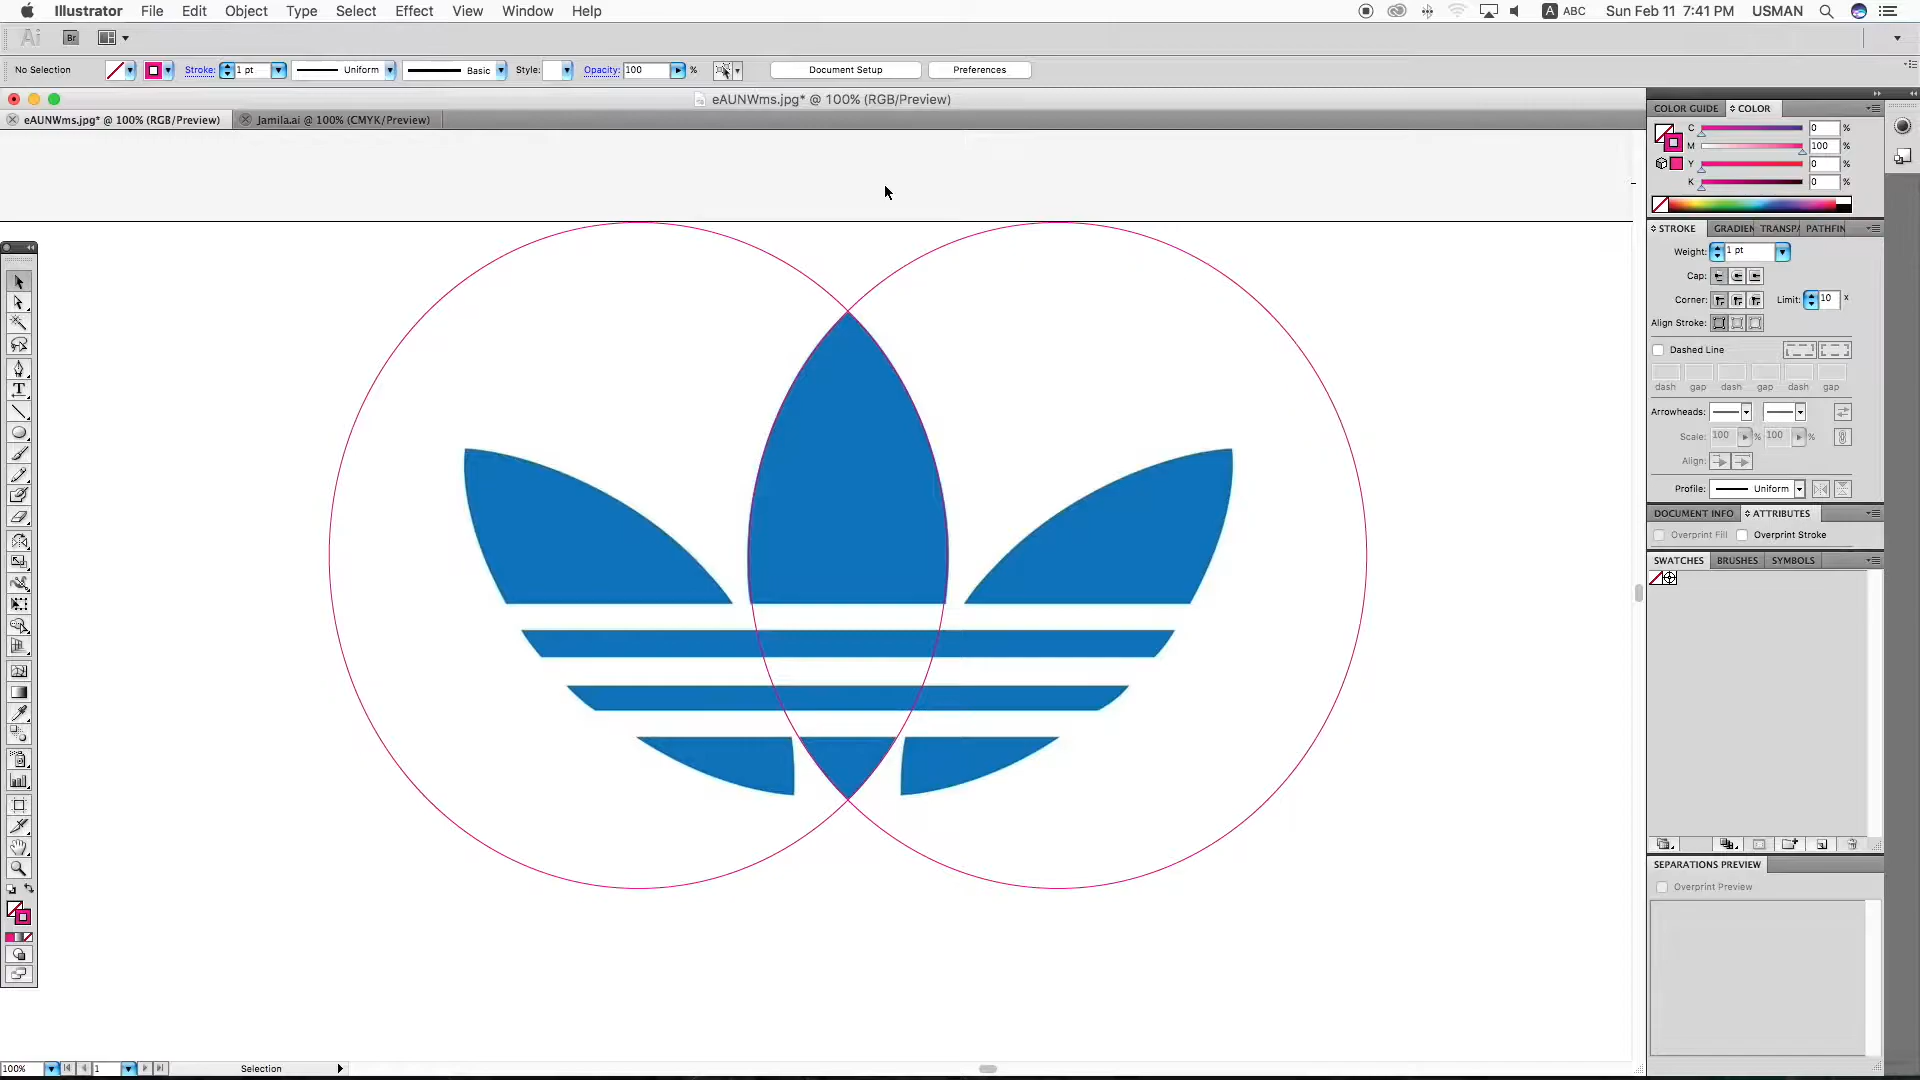 Illustrator File Edit Object Type Select Effect View Window Help
A ABC Sun Feb 11 7:41 PM USMAN
Ai Br
No Selection Stroke: 1 pt Uniform Basic Style: Opacity: 100 % Document Setup Preferences
eAUNWms.jpg* @ 100% (RGB/Preview)
eAUNWms.jpg* @ 100% (RGB/Preview) Jamila.ai @ 100% (CMYK/Preview)
COLOR GUIDE COLOR
C 0 %
M 100 %
Y 0 %
K 0 %
STROKE GRADIEN TRANSPA PATHFIN
Weight: 1 pt
Cap:
Corner: Limit: 10 x
Align Stroke:
Dashed Line
dash gap dash gap dash gap
Arrowheads:
Scale: 100 % 100 %
Align:
Profile: Uniform
DOCUMENT INFO ATTRIBUTES
Overprint Fill Overprint Stroke
SWATCHES BRUSHES SYMBOLS
SEPARATIONS PREVIEW
Overprint Preview
100% 1 Selection